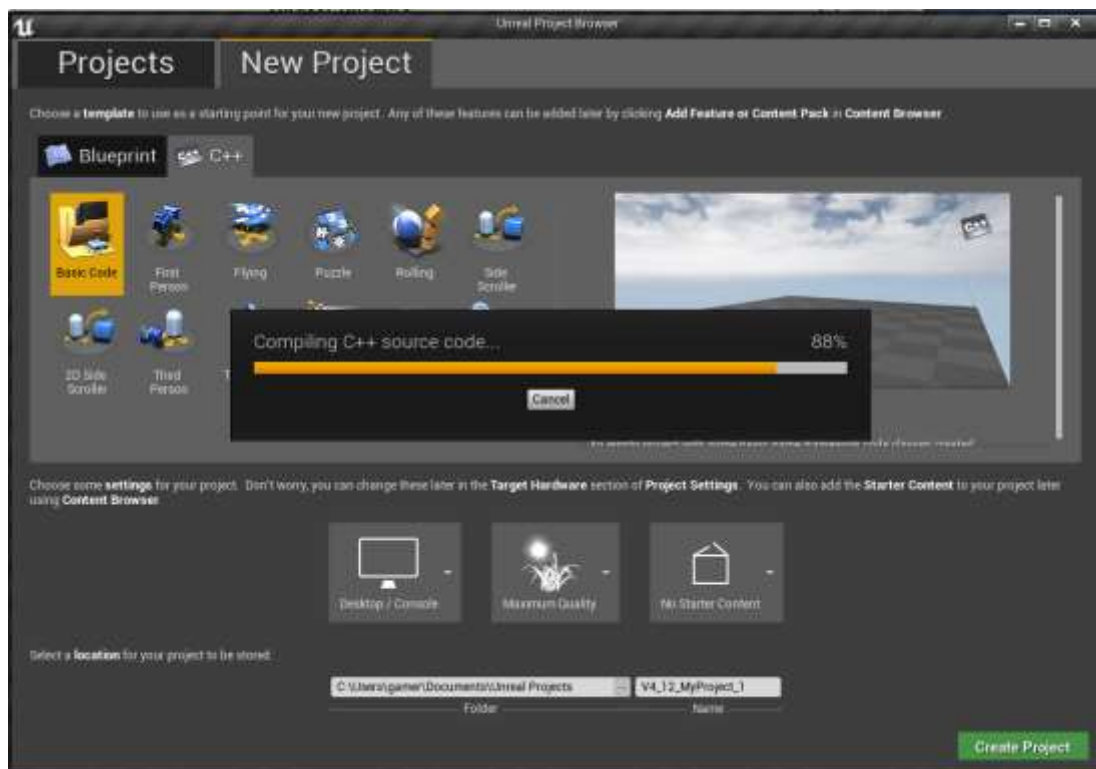 Unreal Project Browser
Projects
New Project
Choose a template to use as a starting point for your new project. Any of these features can be added later by clicking Add Feature or Content Pack in Content Browser.
Blueprint
C++
C++
Basic Code
First
Person
Flying
Puzzle
Rolling
Side
Scroller
2D Side
Scroller
Third
Person
Compiling C++ source code...
88%
Cancel
Choose some settings for your project. Don't worry, you can change these later in the Target Hardware section of Project Settings. You can also add the Starter Content to your project later
using Content Browser.
Desktop / Console
Maximum Quality
No Starter Content
Select a location for your project to be stored.
C:\Users\gamer\Documents\Unreal Projects
...
V4_12_MyProject_1
Folder
Name
Create Project